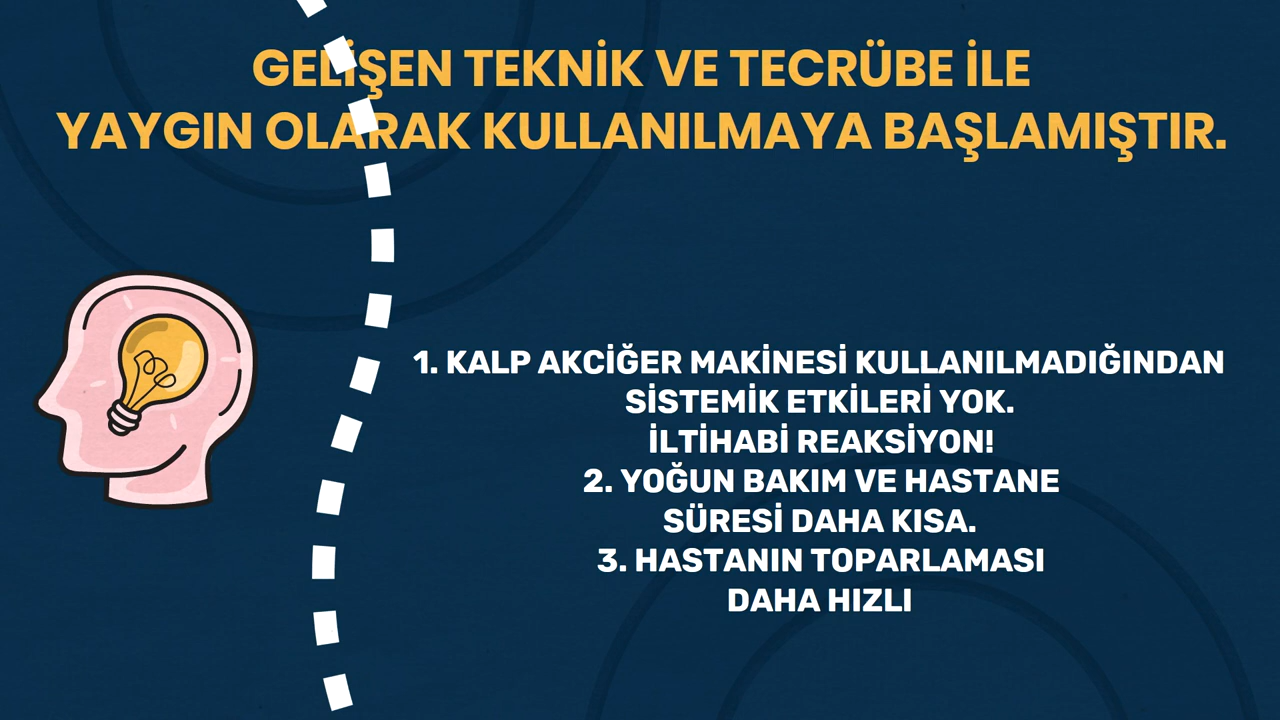 GELİŞEN TEKNİK VE TECRÜBE İLE
YAYGIN OLARAK KULLANILMAYA BAŞLAMIŞTIR.
1. KALP AKCİĞER MAKİNESİ KULLANILMADIĞINDAN
SİSTEMİK ETKİLERİ YOK.
İLTİHABİ REAKSİYON!
2. YOĞUN BAKIM VE HASTANE
SÜRESİ DAHA KISA.
3. HASTANIN TOPARLAMASI
DAHA HIZLI